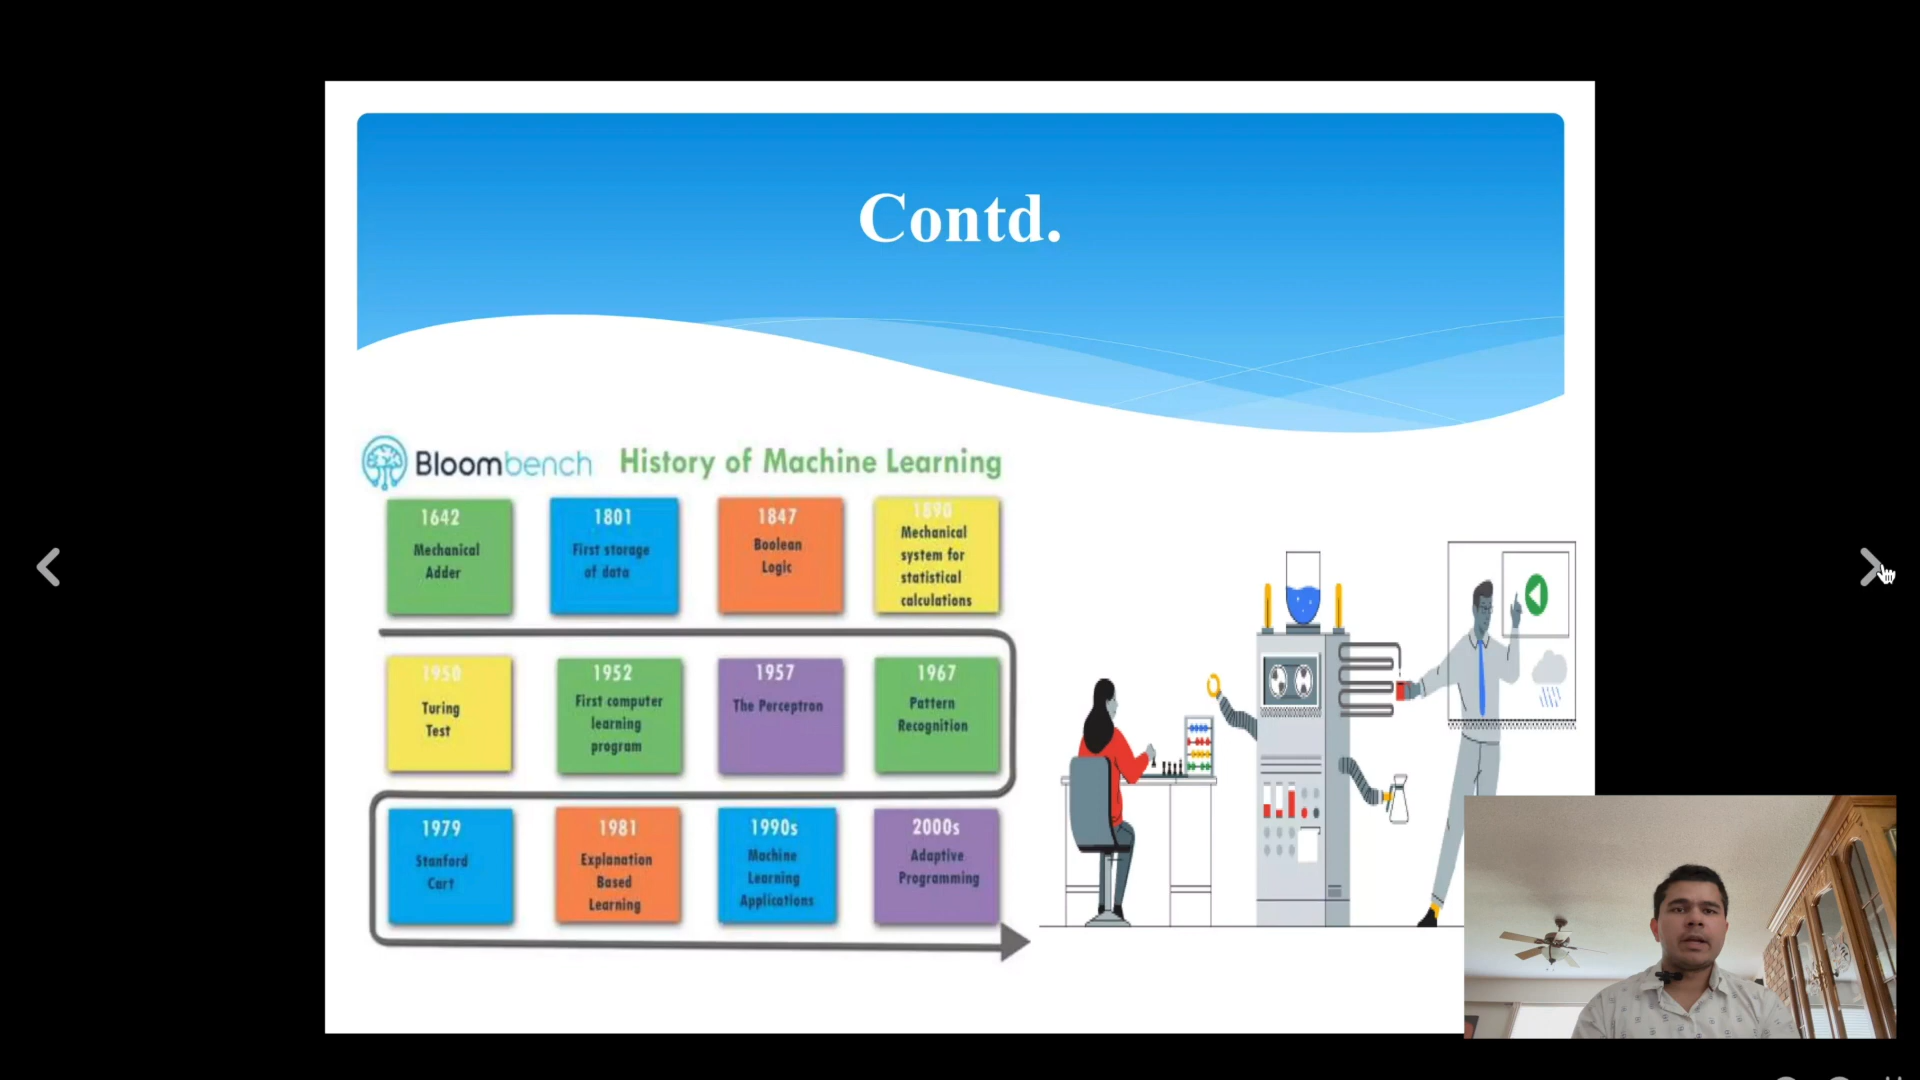 Contd.
Bloombench
History of Machine Learning
1642
Mechanical
Adder
1801
First storage
of data
1847
Boolean
Logic
1890
Mechanical
system for
statistical
calculations
1950
Turing
Test
1952
First computer
learning
program
1957
The Perceptron
1967
Pattern
Recognition
1979
Stanford
Cart
1981
Explanation
Based
Learning
1990s
Machine
Learning
Applications
2000s
Adaptive
Programming